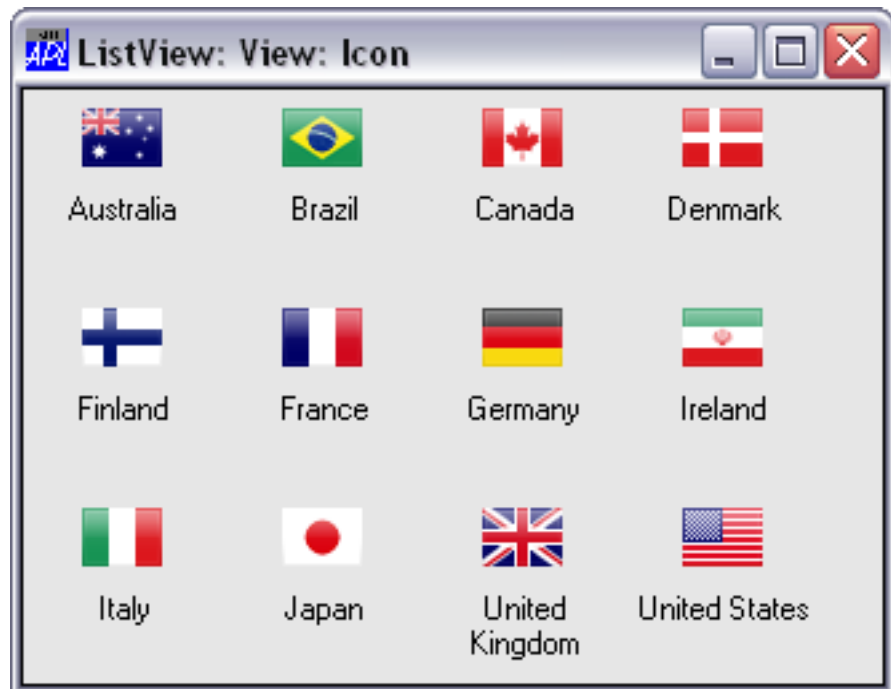 ListView: View: Icon
Australia Brazil Canada Denmark
Finland France Germany Ireland
Italy Japan United Kingdom United States